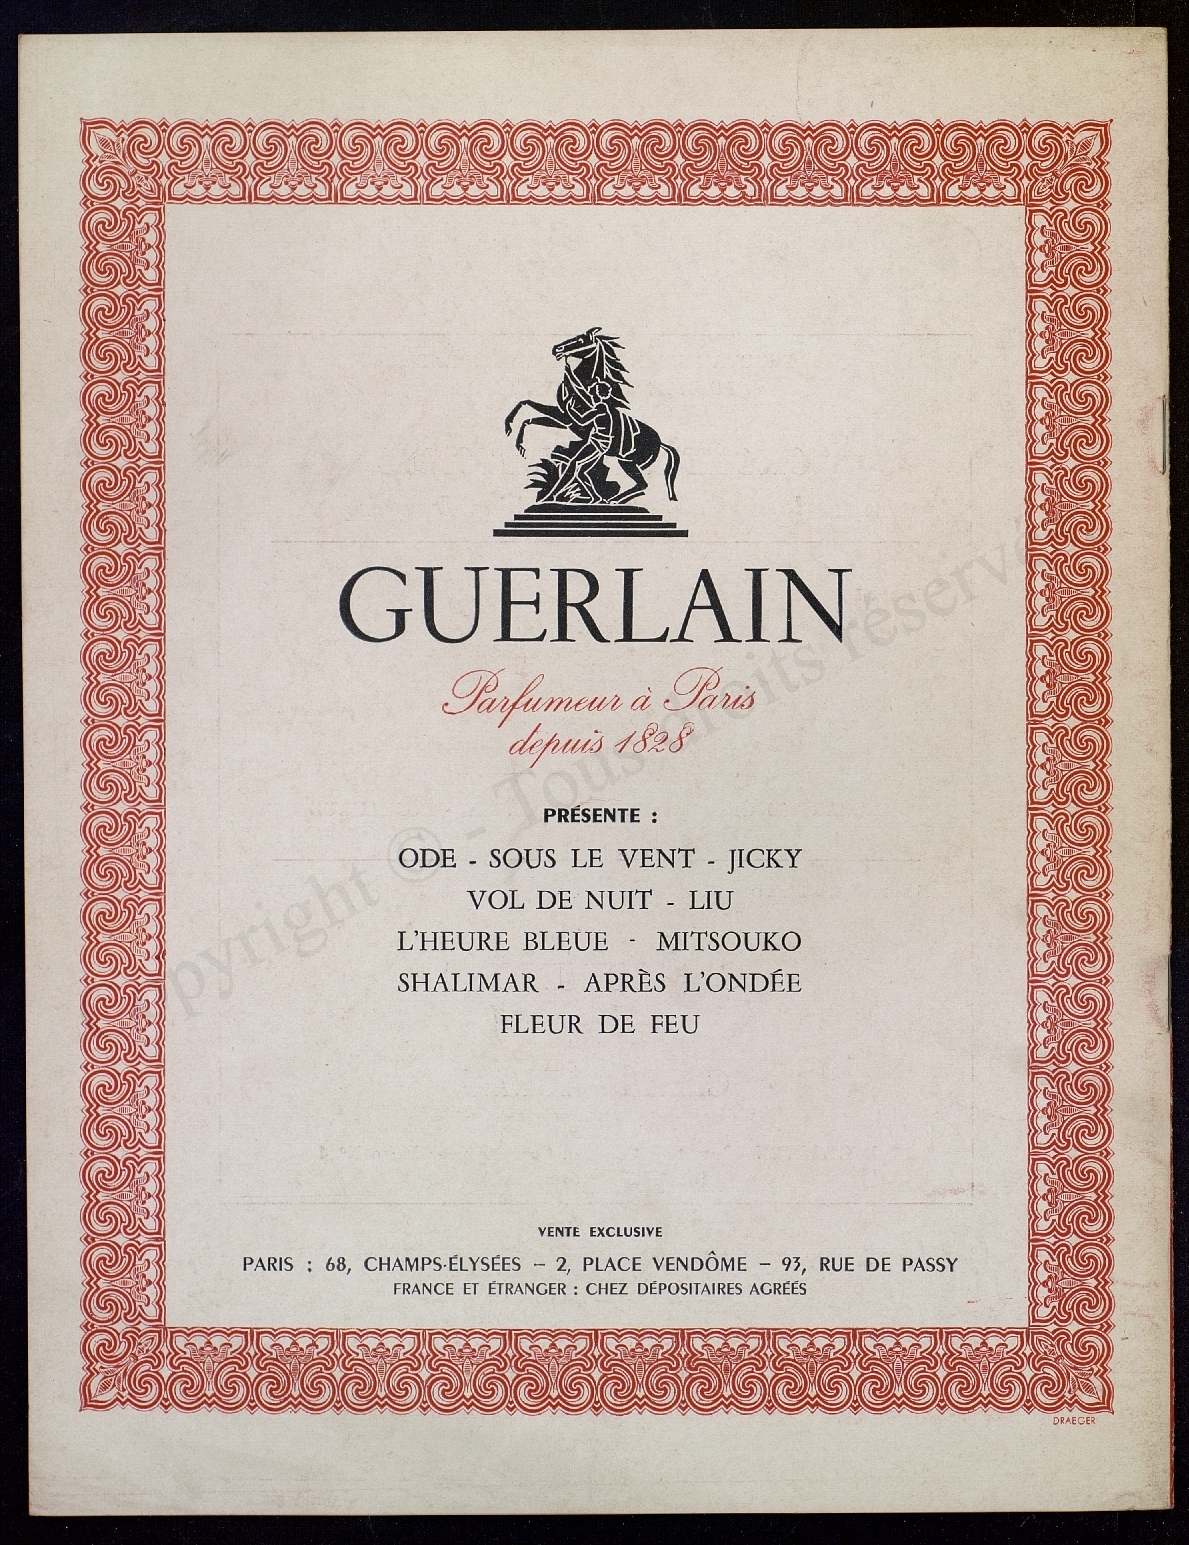 GUERLAIN
Parfumeur à Paris
depuis 1828
PRÉSENTE :
ODE - SOUS LE VENT - JICKY
VOL DE NUIT - LIU
L'HEURE BLEUE - MITSOUKO
SHALIMAR - APRÈS L'ONDÉE
FLEUR DE FEU
VENTE EXCLUSIVE
PARIS : 68, CHAMPS-ÉLYSÉES – 2, PLACE VENDÔME – 93, RUE DE PASSY
FRANCE ET ÉTRANGER : CHEZ DÉPOSITAIRES AGRÉÉS
DRAEGER
pyright © - Tous droits réservé